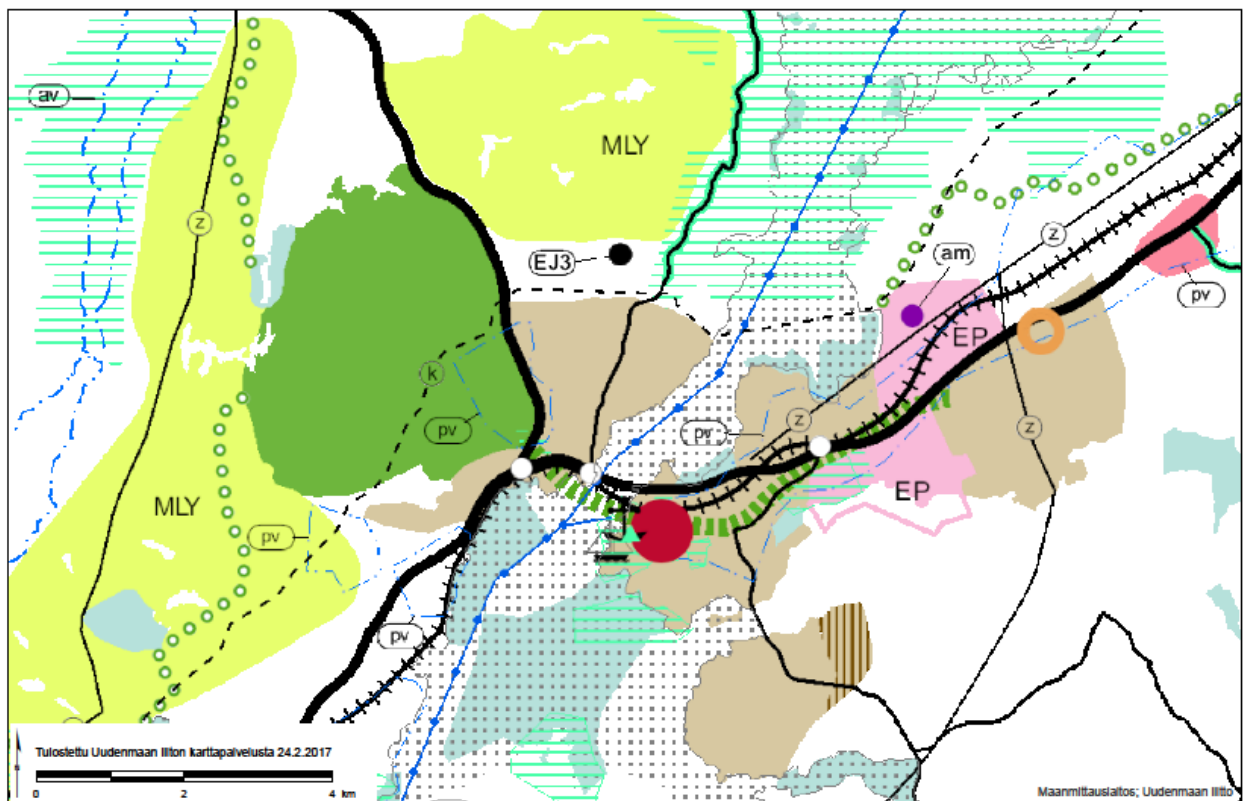 av
MLY
z
z
EJ3
am
pv
EP
k
pv
pv
z
z
MLY
EP
pv
pv
Tulostettu Uudenmaan liiton karttapalvelusta 24.2.2017
0 2 4 km
Maanmittauslaitos; Uudenmaan liitto